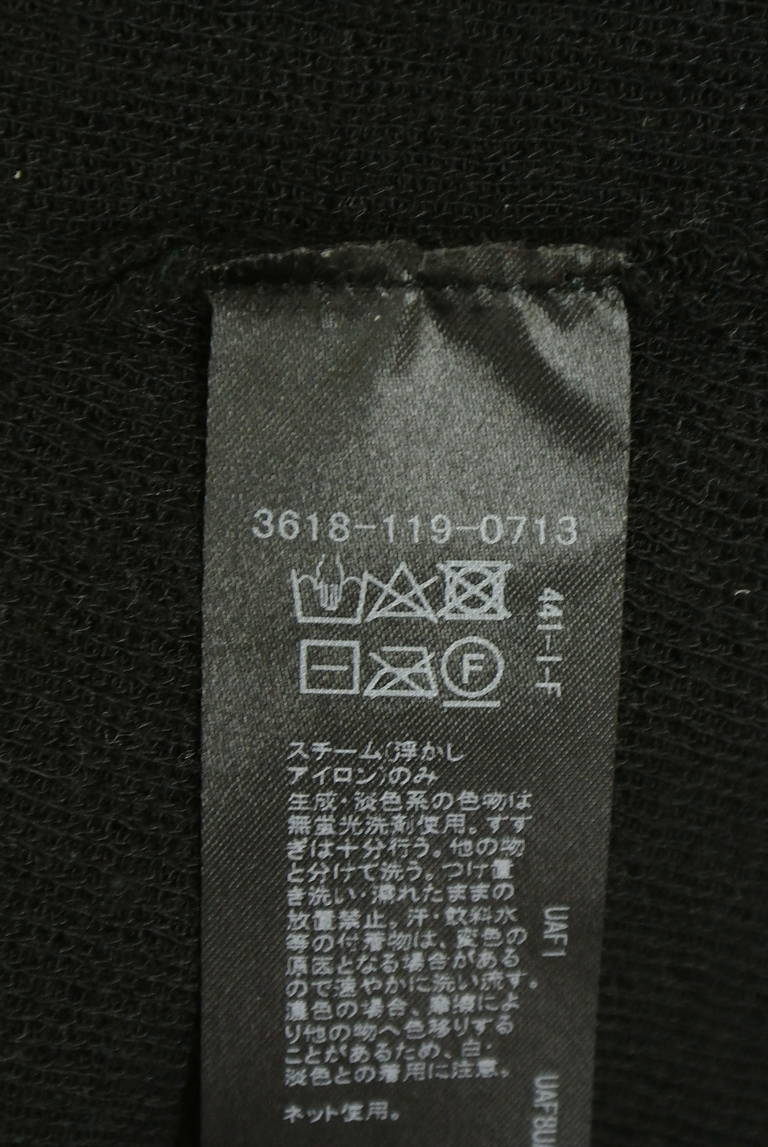 3618-119-0713
F
441-I-F
スチーム(浮かし
アイロン)のみ
生成・淡色系の色物は
無蛍光洗剤使用。すす
ぎは十分行う。他の物
と分けて洗う。つけ置
き洗い・濡れたままの
放置禁止。汗・飲料水
等の付着物は、変色の
原因となる場合がある
ので速やかに洗い流す。
濃色の場合、摩擦によ
り他の物へ色移りする
ことがあるため、白・
淡色との着用に注意。
ネット使用。
UAF1